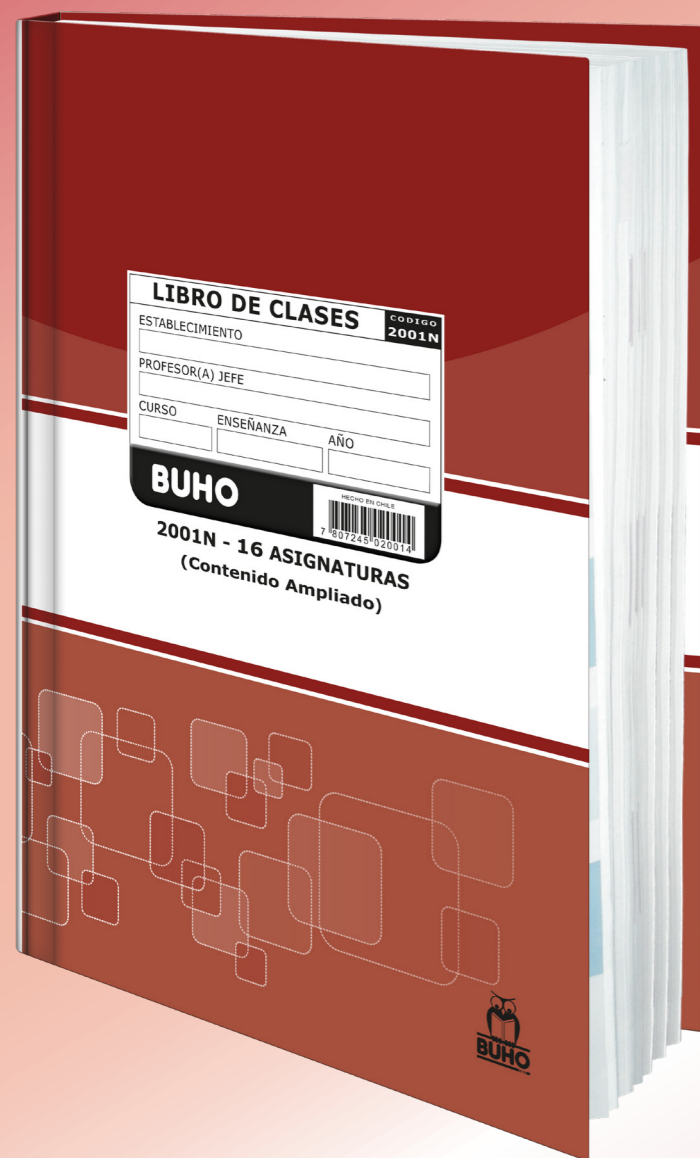 LIBRO DE CLASES
CODIGO
2001N
ESTABLECIMIENTO
PROFESOR(A) JEFE
CURSO ENSEÑANZA AÑO
BUHO
HECHO EN CHILE
7 807245 020014
2001N - 16 ASIGNATURAS
(Contenido Ampliado)
BUHO